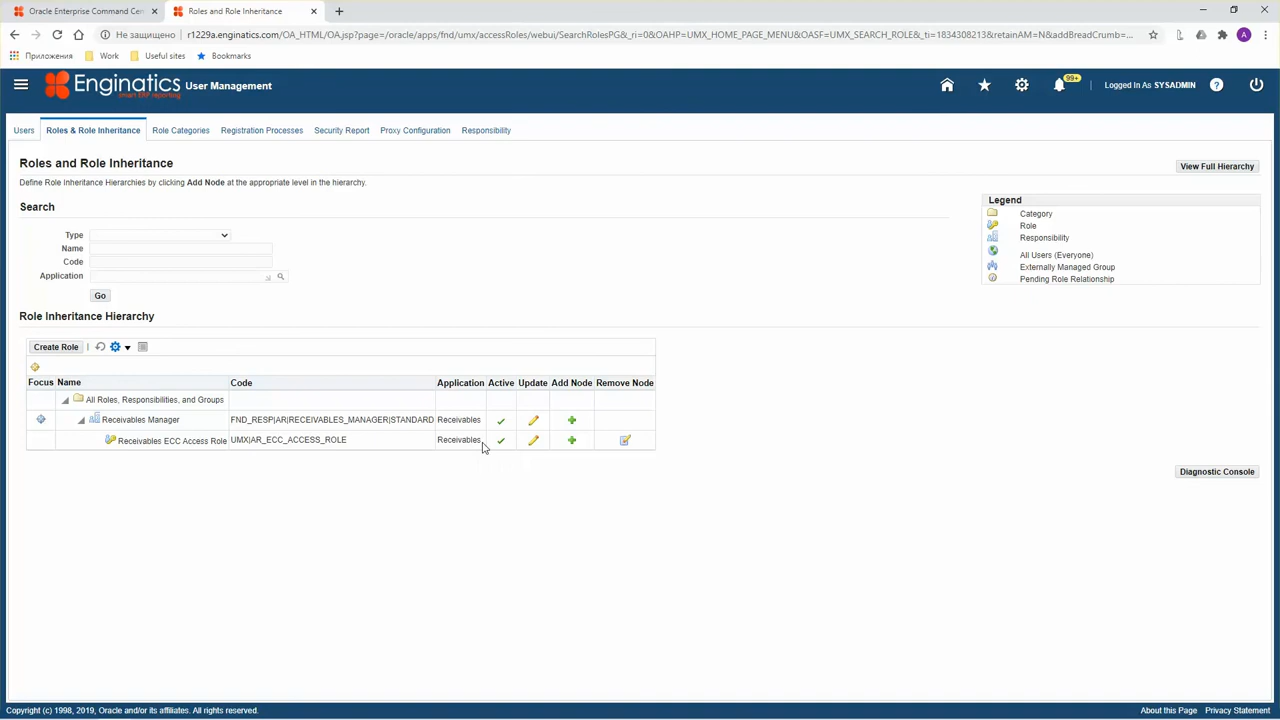 Oracle Enterprise Command Cen
Roles and Role Inheritance
Не защищено
r1229a.enginatics.com/OA_HTML/OA.jsp?page=/oracle/apps/fnd/umx/accessRoles/webui/SearchRolesPG&_ri=0&OAHP=UMX_HOME_PAGE_MENU&OASF=UMX_SEARCH_ROLE&_ti=1834308213&retainAM=N&addBreadCrumb=...
A
Приложения
Work
Useful sites
Bookmarks
Enginatics
smart ERP reporting
User Management
99+
Logged In As SYSADMIN
Users
Roles & Role Inheritance
Role Categories
Registration Processes
Security Report
Proxy Configuration
Responsibility
Roles and Role Inheritance
View Full Hierarchy
Define Role Inheritance Hierarchies by clicking Add Node at the appropriate level in the hierarchy.
Search
Type
Name
Code
Application
Go
Legend
Category
Role
Responsibility
All Users (Everyone)
Externally Managed Group
Pending Role Relationship
Role Inheritance Hierarchy
Create Role
Focus Name Code Application Active Update Add Node Remove Node
All Roles, Responsibilities, and Groups
Receivables Manager FND_RESP|AR|RECEIVABLES_MANAGER|STANDARD Receivables
Receivables ECC Access Role UMX|AR_ECC_ACCESS_ROLE Receivables
Diagnostic Console
Copyright (c) 1998, 2019, Oracle and/or its affiliates. All rights reserved.
About this Page Privacy Statement